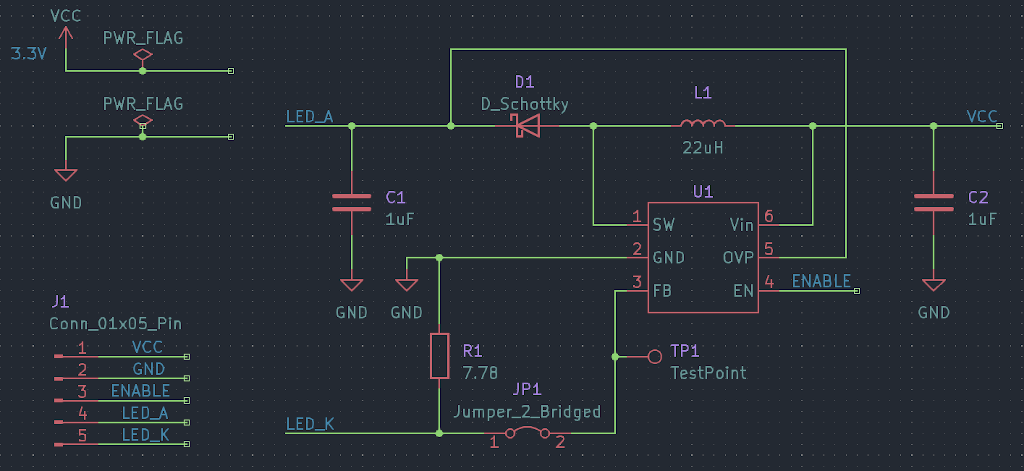 VCC
PWR_FLAG
3.3V
PWR_FLAG
GND
J1
Conn_01x05_Pin
1 VCC
2 GND
3 ENABLE
4 LED_A
5 LED_K
LED_A
D1
D_Schottky
L1
22uH
VCC
C1
1uF
GND
GND
U1
1 SW Vin 6
2 GND OVP 5
3 FB EN 4
ENABLE
C2
1uF
GND
R1
7.78
TP1
TestPoint
JP1
Jumper_2_Bridged
LED_K
1 2